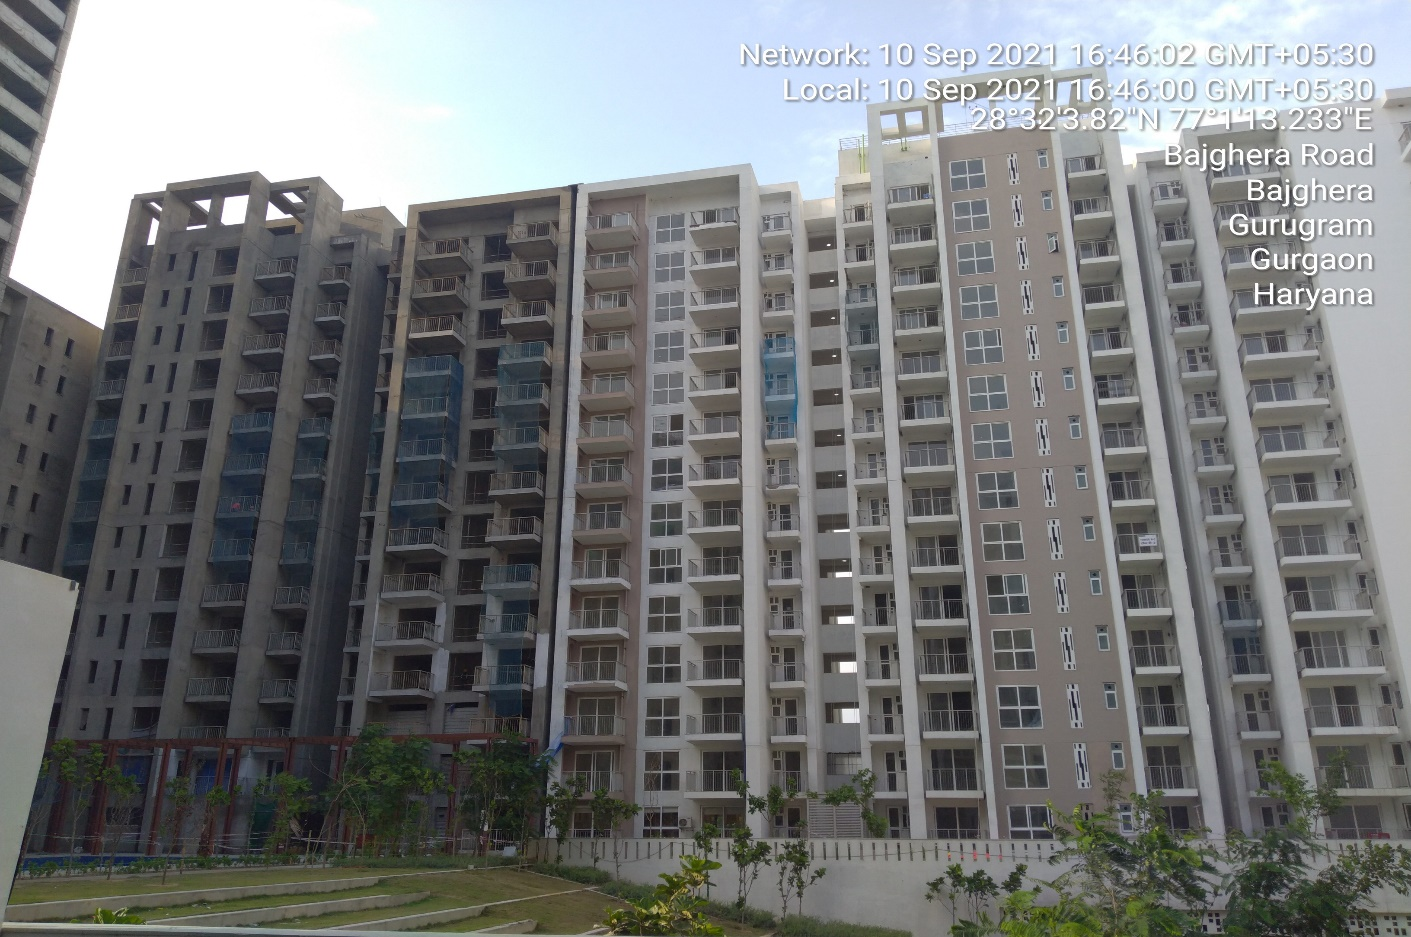 Network: 10 Sep 2021 16:46:02 GMT+05:30
Local: 10 Sep 2021 16:46:00 GMT+05:30
28°32'3.82"N 77°1'13.233"E
Bajghera Road
Bajghera
Gurugram
Gurgaon
Haryana